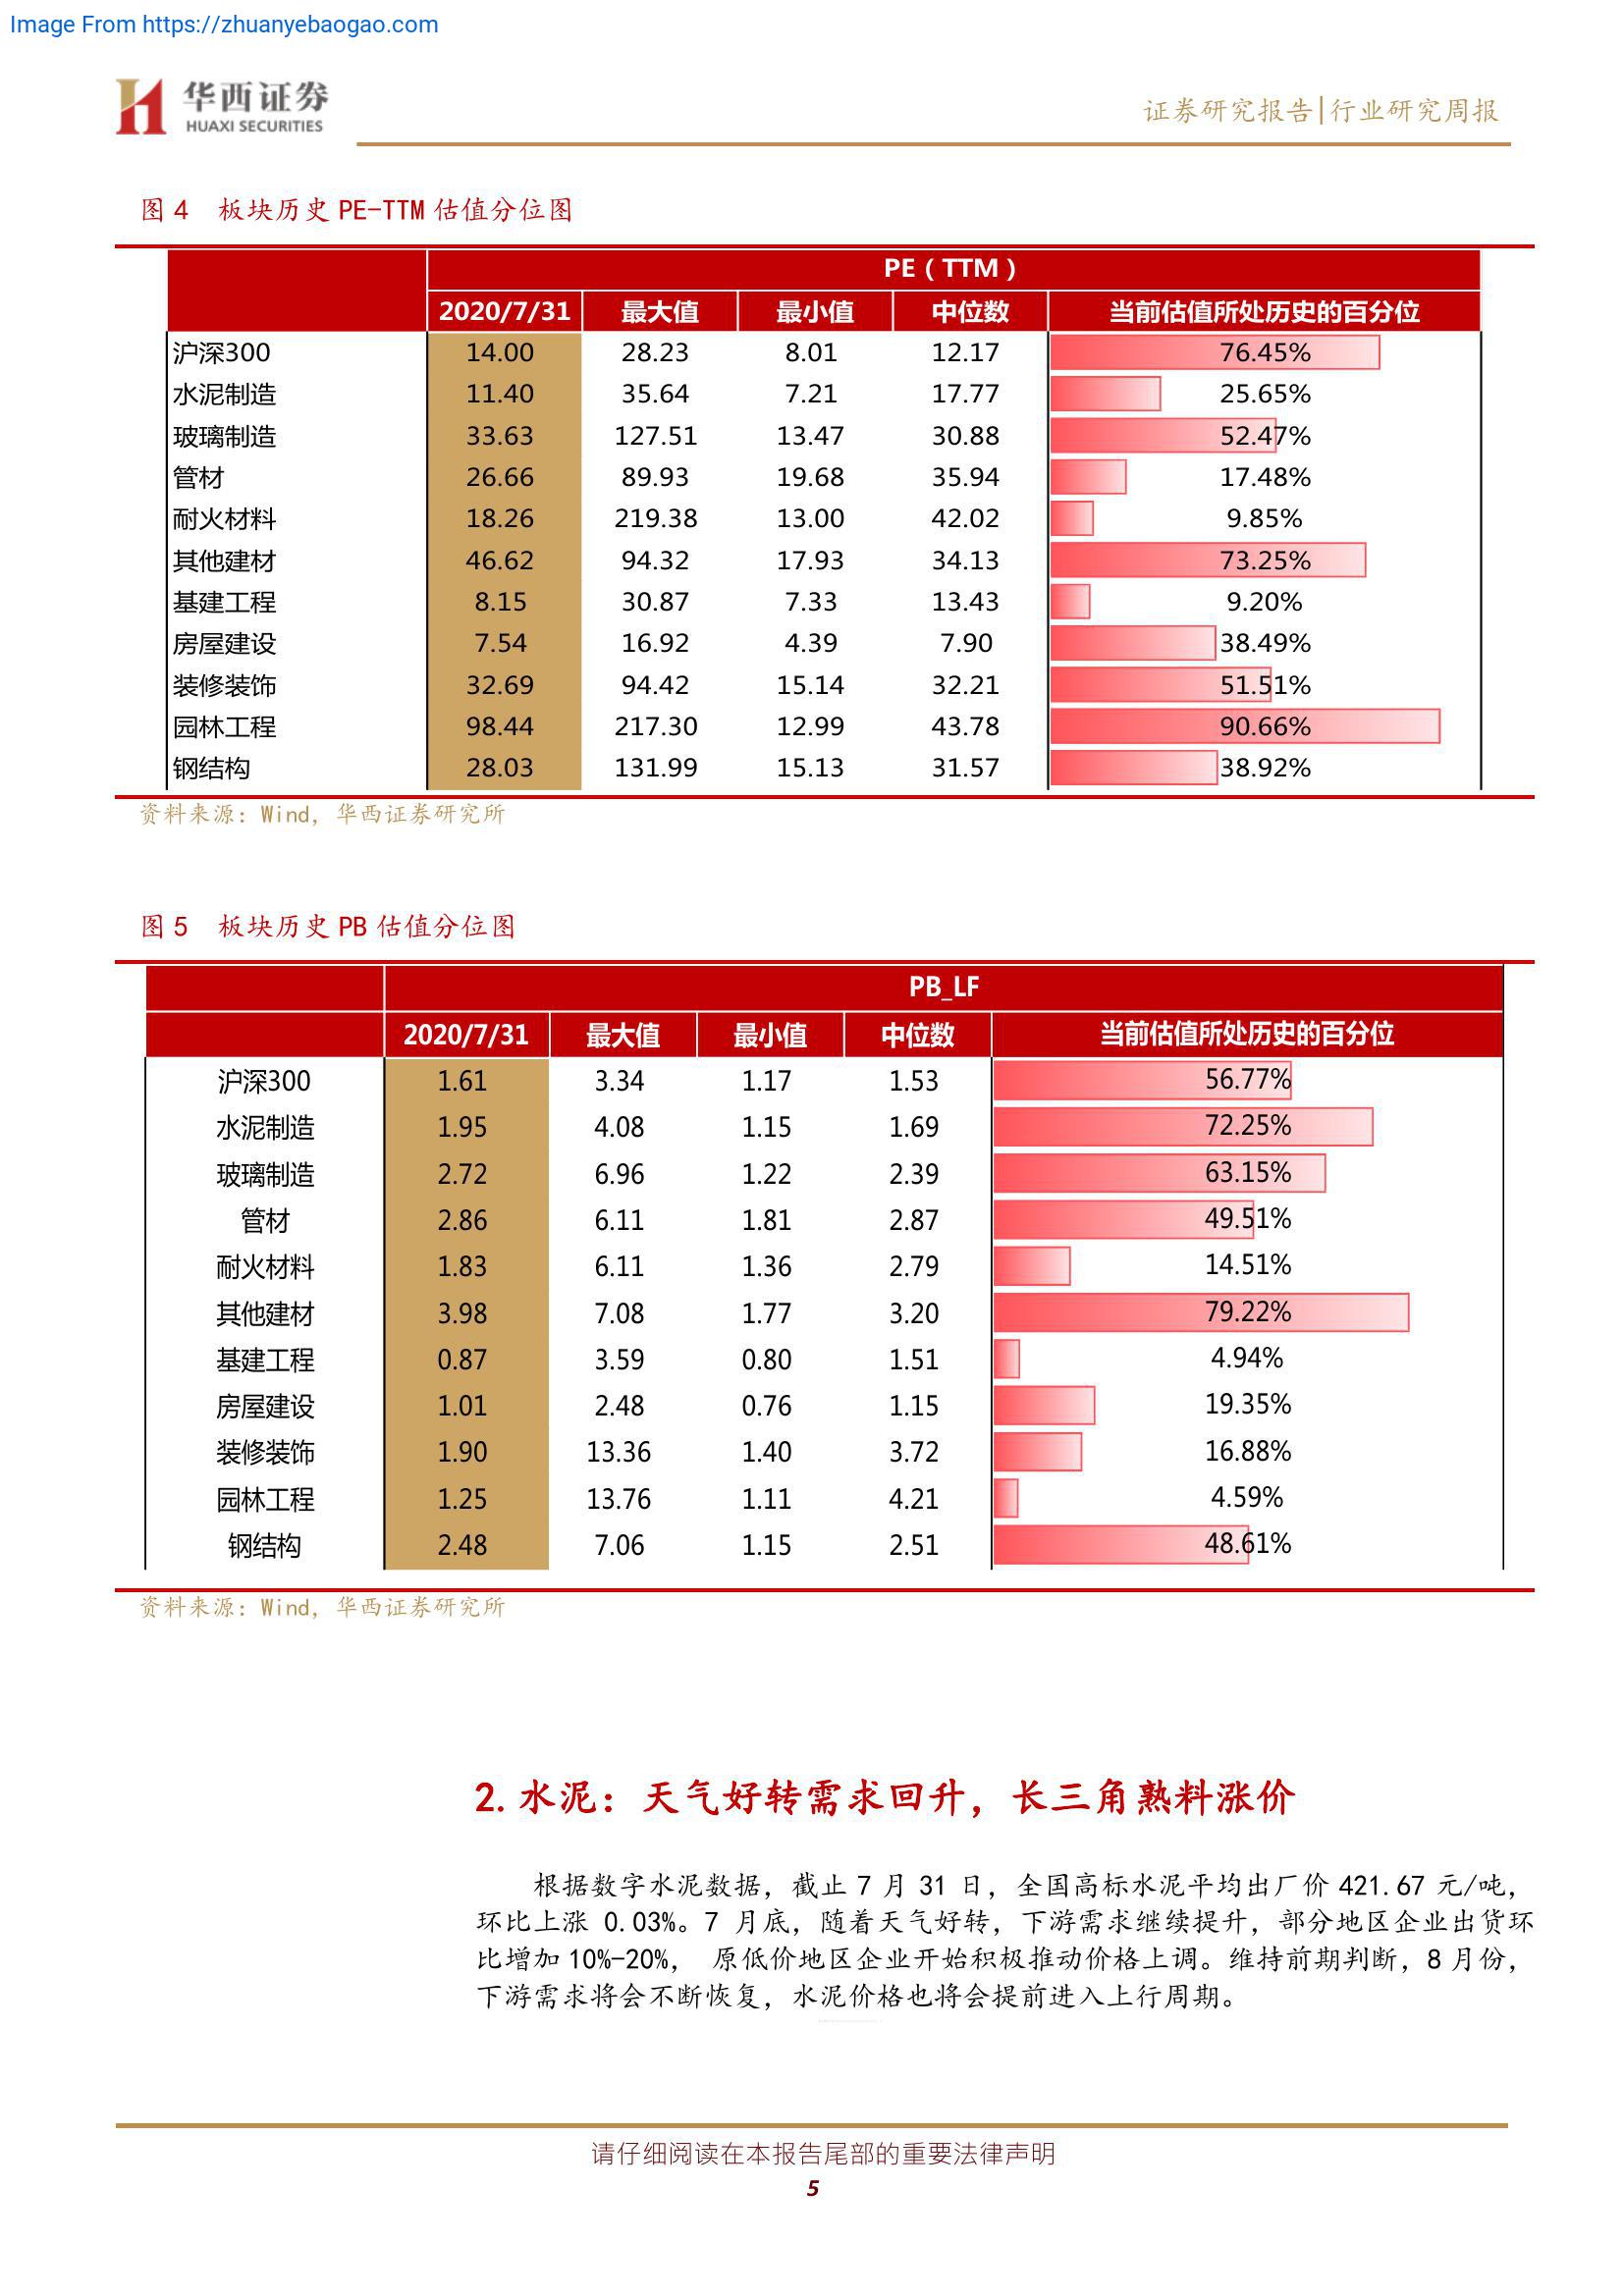 Image From https://zhuanyebaogao.com
华西证券
HUAXI SECURITIES
证券研究报告|行业研究周报
图 4 板块历史 PE-TTM 估值分位图
PE（TTM）
2020/7/31 最大值 最小值 中位数 当前估值所处历史的百分位
沪深300 14.00 28.23 8.01 12.17 76.45%
水泥制造 11.40 35.64 7.21 17.77 25.65%
玻璃制造 33.63 127.51 13.47 30.88 52.47%
管材 26.66 89.93 19.68 35.94 17.48%
耐火材料 18.26 219.38 13.00 42.02 9.85%
其他建材 46.62 94.32 17.93 34.13 73.25%
基建工程 8.15 30.87 7.33 13.43 9.20%
房屋建设 7.54 16.92 4.39 7.90 38.49%
装修装饰 32.69 94.42 15.14 32.21 51.51%
园林工程 98.44 217.30 12.99 43.78 90.66%
钢结构 28.03 131.99 15.13 31.57 38.92%
资料来源：Wind，华西证券研究所
图 5 板块历史 PB 估值分位图
PB_LF
2020/7/31 最大值 最小值 中位数 当前估值所处历史的百分位
沪深300 1.61 3.34 1.17 1.53 56.77%
水泥制造 1.95 4.08 1.15 1.69 72.25%
玻璃制造 2.72 6.96 1.22 2.39 63.15%
管材 2.86 6.11 1.81 2.87 49.51%
耐火材料 1.83 6.11 1.36 2.79 14.51%
其他建材 3.98 7.08 1.77 3.20 79.22%
基建工程 0.87 3.59 0.80 1.51 4.94%
房屋建设 1.01 2.48 0.76 1.15 19.35%
装修装饰 1.90 13.36 1.40 3.72 16.88%
园林工程 1.25 13.76 1.11 4.21 4.59%
钢结构 2.48 7.06 1.15 2.51 48.61%
资料来源：Wind，华西证券研究所
2. 水泥：天气好转需求回升，长三角熟料涨价
根据数字水泥数据，截止 7 月 31 日，全国高标水泥平均出厂价 421.67 元/吨，
环比上涨 0.03%。7 月底，随着天气好转，下游需求继续提升，部分地区企业出货环
比增加 10%-20%， 原低价地区企业开始积极推动价格上调。维持前期判断，8 月份，
下游需求将会不断恢复，水泥价格也将会提前进入上行周期。
请仔细阅读在本报告尾部的重要法律声明
5